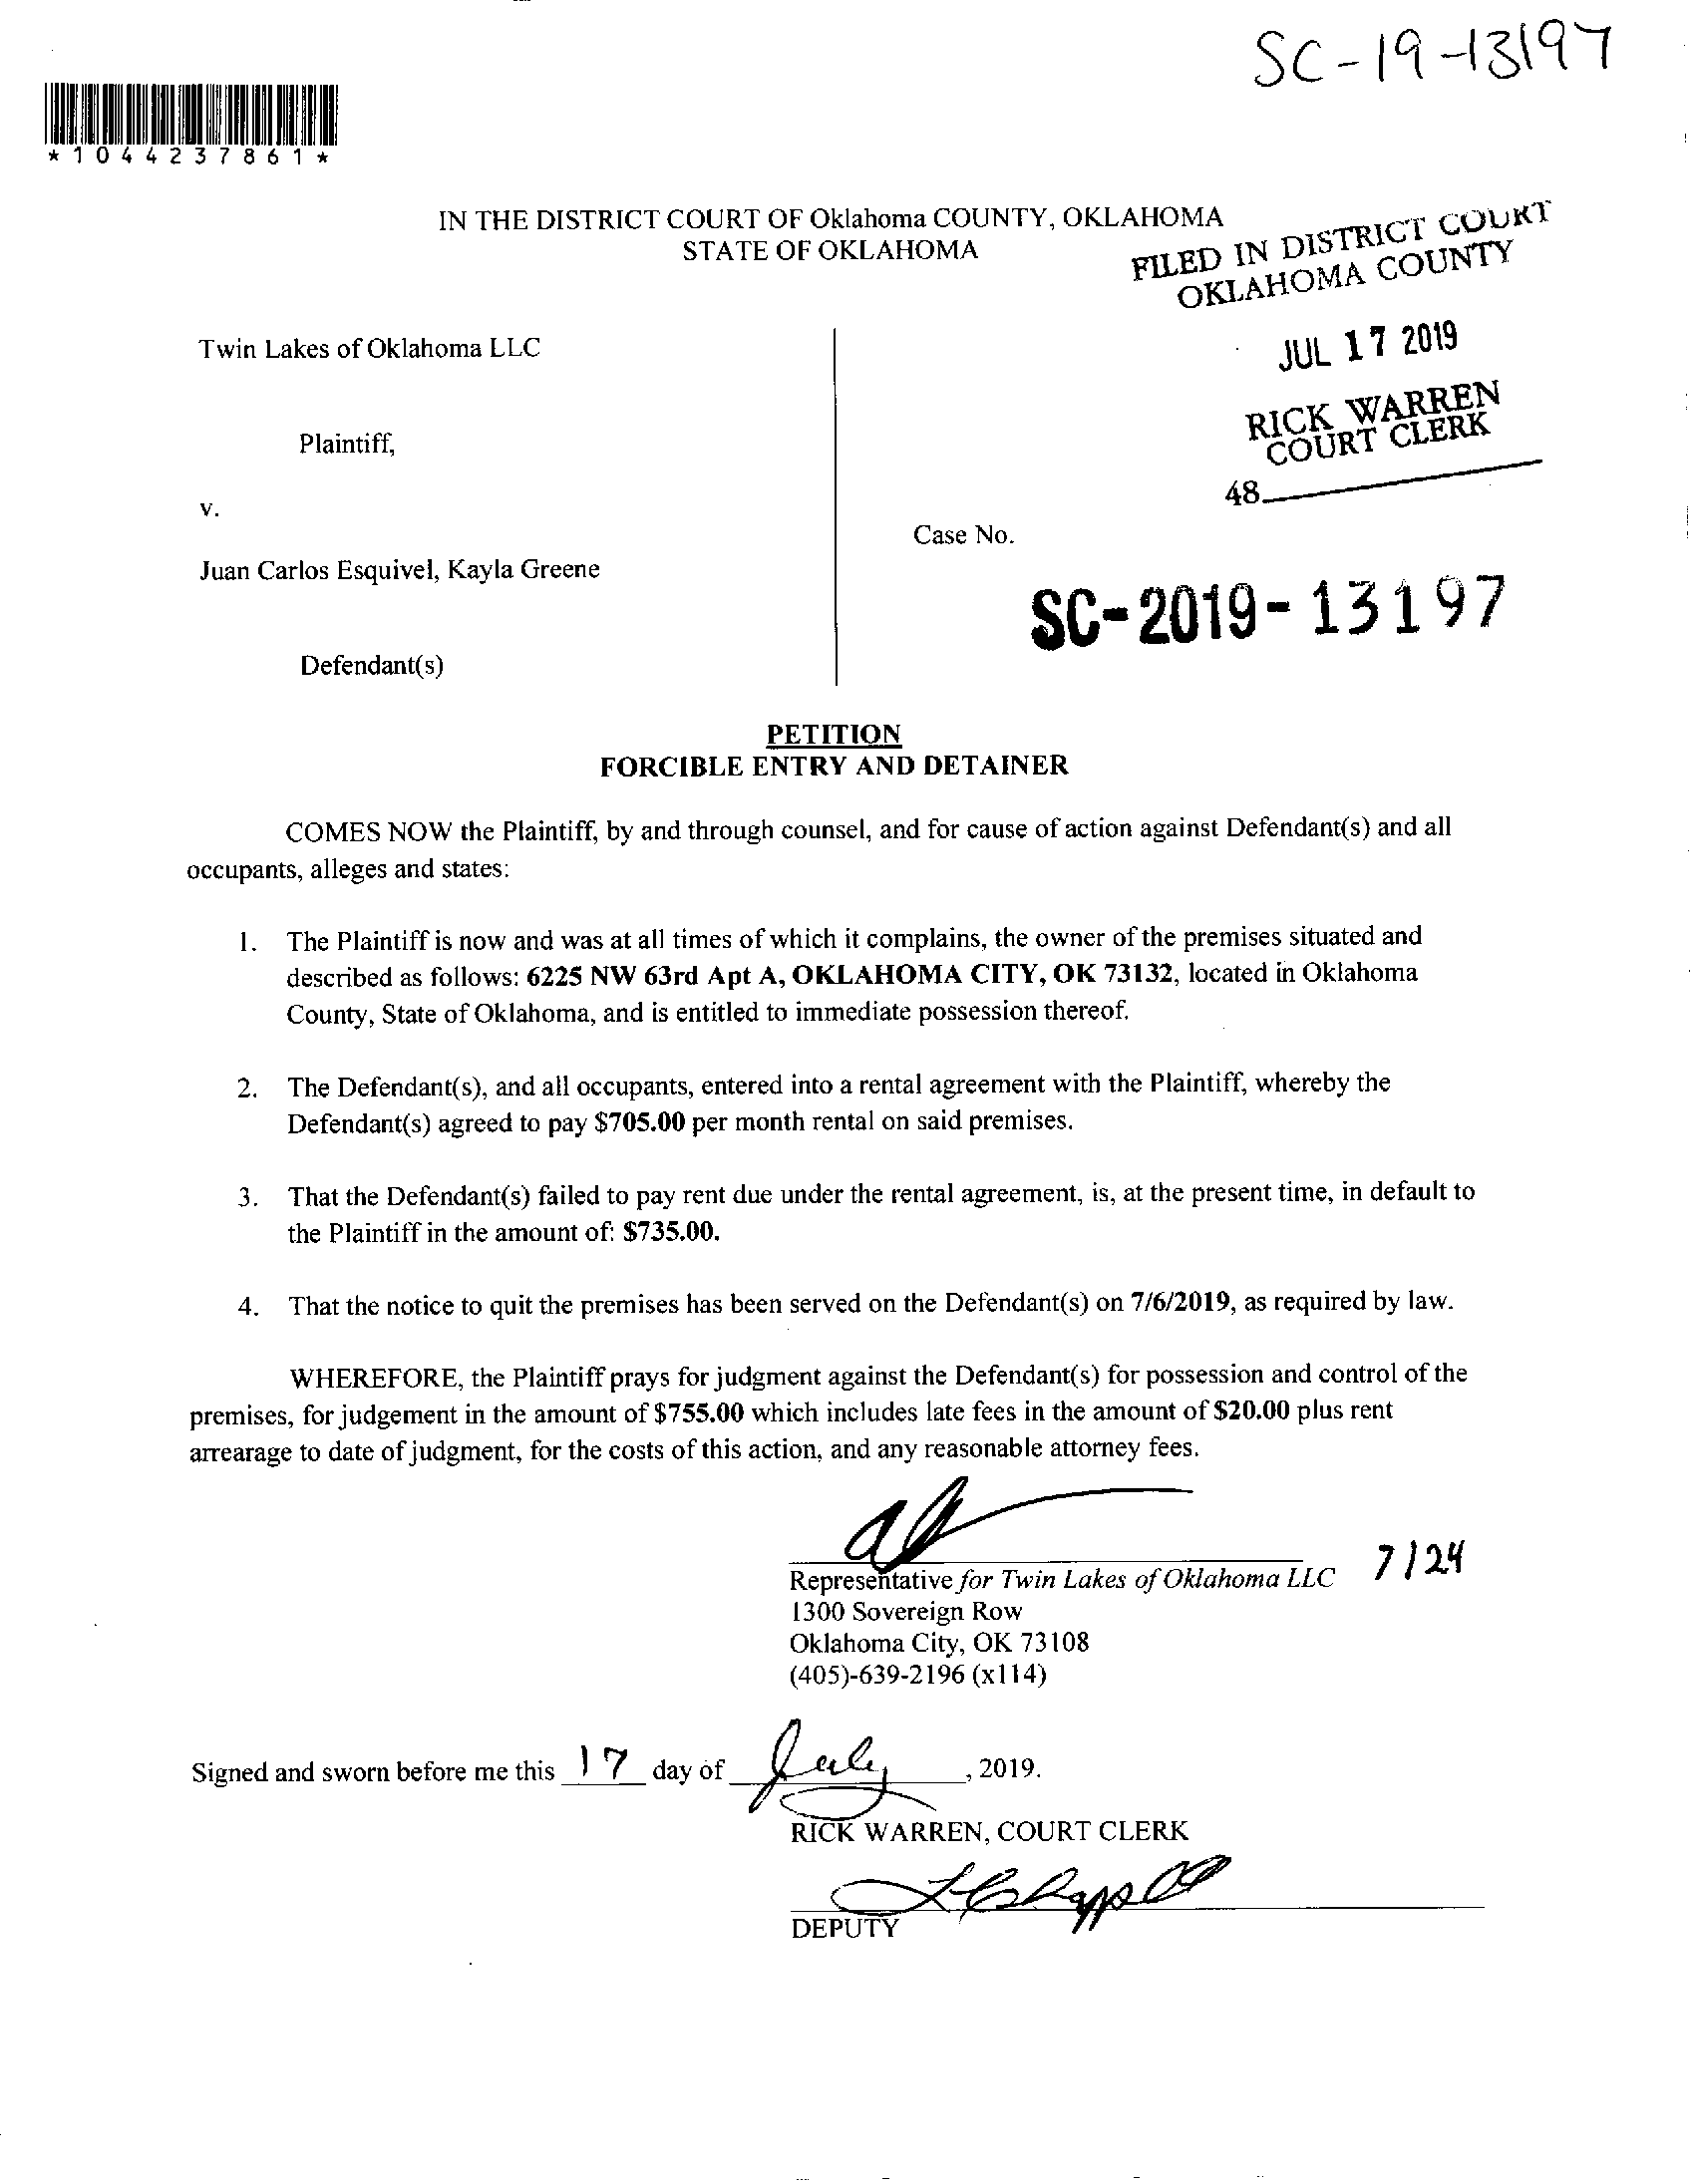 SC-19-13197
*1044237861*
IN THE DISTRICT COURT OF Oklahoma COUNTY, OKLAHOMA
STATE OF OKLAHOMA
FILED IN DISTRICT COURT
OKLAHOMA COUNTY
JUL 17 2019
RICK WARREN
COURT CLERK
48
Twin Lakes of Oklahoma LLC
Plaintiff,
v.
Juan Carlos Esquivel, Kayla Greene
Defendant(s)
Case No.
SC-2019-13197
PETITION
FORCIBLE ENTRY AND DETAINER
COMES NOW the Plaintiff, by and through counsel, and for cause of action against Defendant(s) and all
occupants, alleges and states:
1. The Plaintiff is now and was at all times of which it complains, the owner of the premises situated and
described as follows: 6225 NW 63rd Apt A, OKLAHOMA CITY, OK 73132, located in Oklahoma
County, State of Oklahoma, and is entitled to immediate possession thereof.
2. The Defendant(s), and all occupants, entered into a rental agreement with the Plaintiff, whereby the
Defendant(s) agreed to pay $705.00 per month rental on said premises.
3. That the Defendant(s) failed to pay rent due under the rental agreement, is, at the present time, in default to
the Plaintiff in the amount of: $735.00.
4. That the notice to quit the premises has been served on the Defendant(s) on 7/6/2019, as required by law.
WHEREFORE, the Plaintiff prays for judgment against the Defendant(s) for possession and control of the
premises, for judgement in the amount of $755.00 which includes late fees in the amount of $20.00 plus rent
arrearage to date of judgment, for the costs of this action, and any reasonable attorney fees.
Representative for Twin Lakes of Oklahoma LLC 7/24
1300 Sovereign Row
Oklahoma City, OK 73108
(405)-639-2196 (x114)
Signed and sworn before me this 17 day of July, 2019.
RICK WARREN, COURT CLERK
DEPUTY